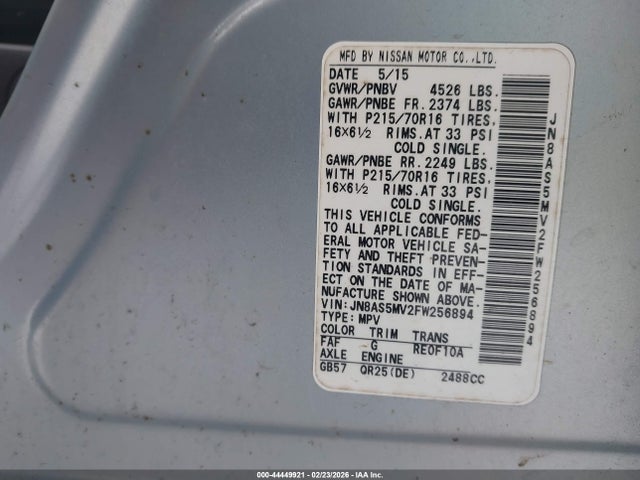 MFD BY NISSAN MOTOR CO.,LTD.
DATE 5/15
GVWR/PNBV 4526 LBS.
GAWR/PNBE FR. 2374 LBS.
WITH P215/70R16 TIRES.
16X6½ RIMS.AT 33 PSI
COLD SINGLE.
GAWR/PNBE RR. 2249 LBS.
WITH P215/70R16 TIRES.
16X6½ RIMS.AT 33 PSI
COLD SINGLE.
THIS VEHICLE CONFORMS
TO ALL APPLICABLE FED-
ERAL MOTOR VEHICLE SA-
FETY AND THEFT PREVEN-
TION STANDARDS IN EFF-
ECT ON THE DATE OF MA-
NUFACTURE SHOWN ABOVE.
VIN:JN8AS5MV2FW256894
TYPE:MPV
COLOR TRIM TRANS
FAF G RE0F10A
AXLE ENGINE
GB57 QR25(DE) 2488CC
JN8AS5MV2FW256894
000-44449921 - 02/23/2026 - IAA Inc.